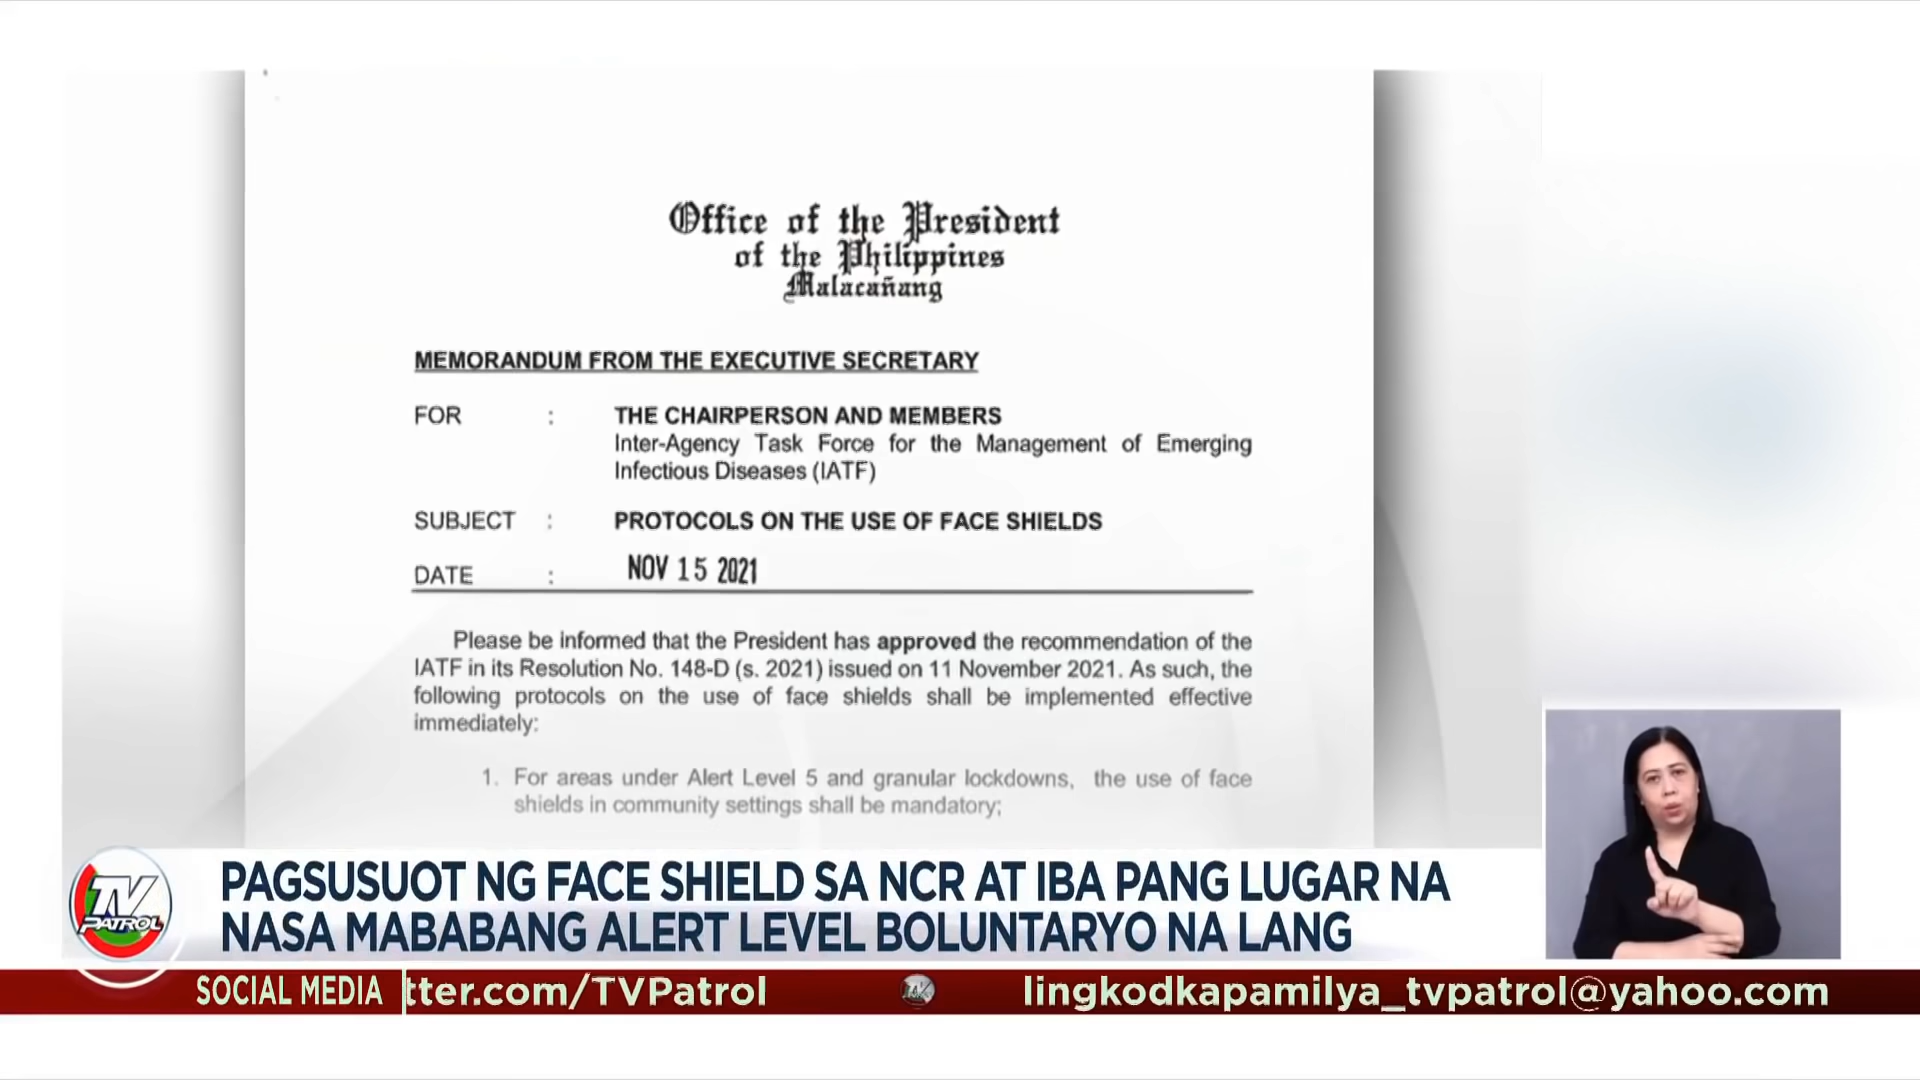 Office of the President
of the Philippines
Malacañang
MEMORANDUM FROM THE EXECUTIVE SECRETARY
FOR : THE CHAIRPERSON AND MEMBERS
Inter-Agency Task Force for the Management of Emerging
Infectious Diseases (IATF)
SUBJECT : PROTOCOLS ON THE USE OF FACE SHIELDS
DATE : NOV 15 2021
Please be informed that the President has approved the recommendation of the
IATF in its Resolution No. 148-D (s. 2021) issued on 11 November 2021. As such, the
following protocols on the use of face shields shall be implemented effective
immediately:
1. For areas under Alert Level 5 and granular lockdowns, the use of face
shields in community settings shall be mandatory;
TV
PATROL
PAGSUSUOT NG FACE SHIELD SA NCR AT IBA PANG LUGAR NA
NASA MABABANG ALERT LEVEL BOLUNTARYO NA LANG
SOCIAL MEDIA tter.com/TVPatrol lingkodkapamilya_tvpatrol@yahoo.com